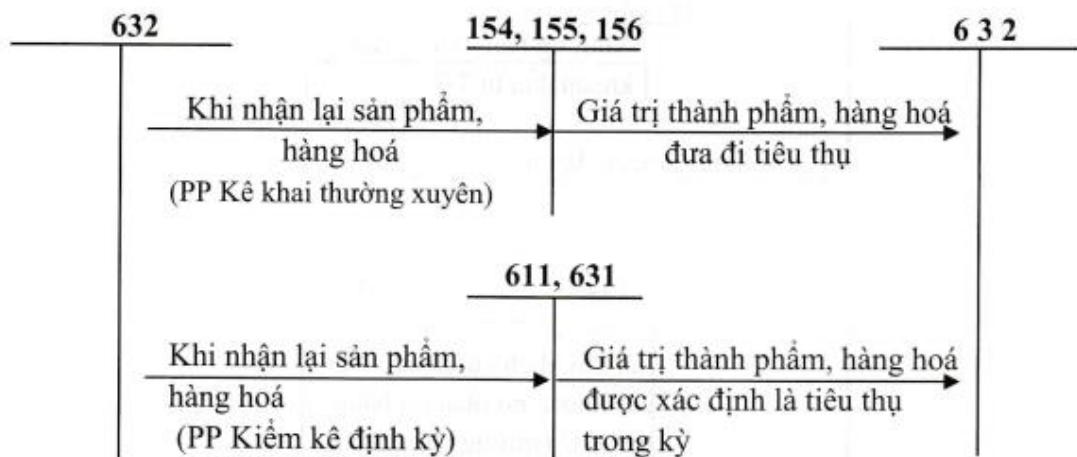 632
154, 155, 156
6 3 2
Khi nhận lại sản phẩm,
hàng hoá
(PP Kê khai thường xuyên)
Giá trị thành phẩm, hàng hoá
đưa đi tiêu thụ
611, 631
Khi nhận lại sản phẩm,
hàng hoá
(PP Kiểm kê định kỳ)
Giá trị thành phẩm, hàng hoá
được xác định là tiêu thụ
trong kỳ